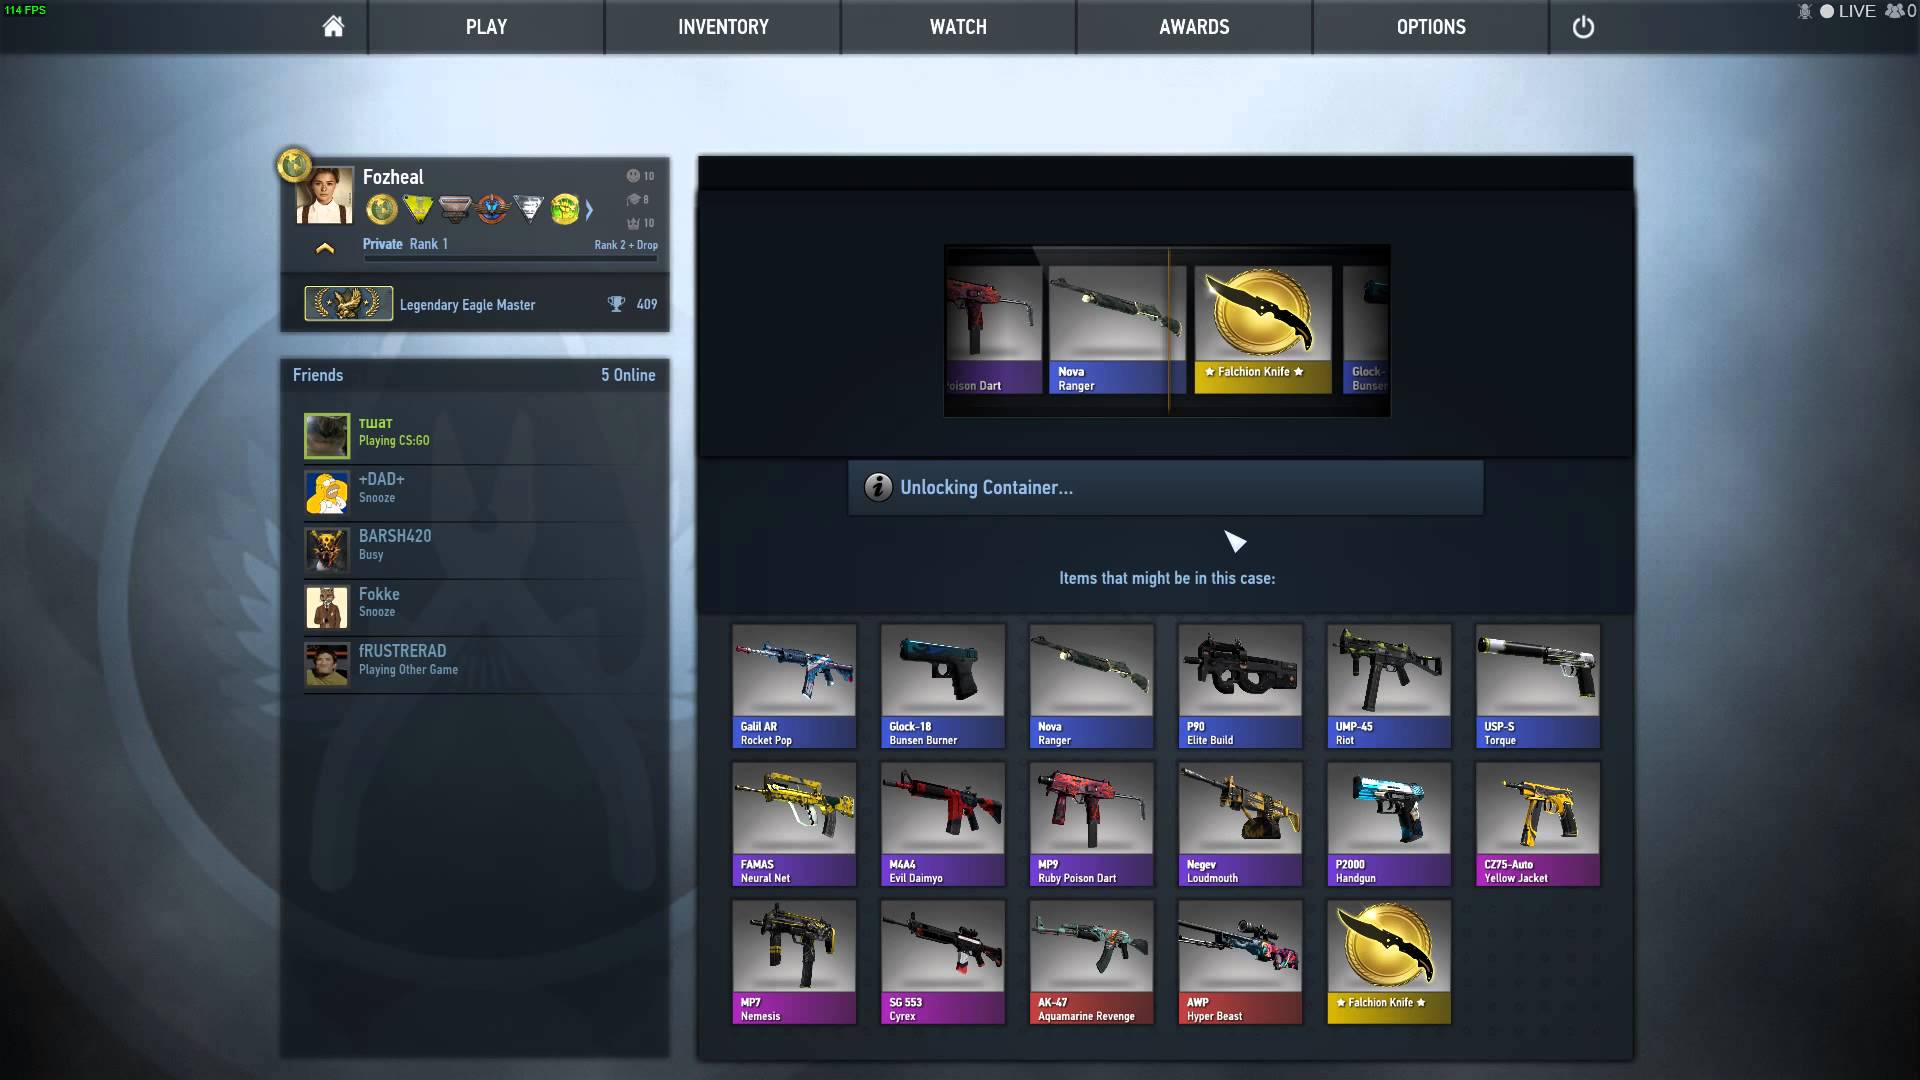 114 FPS
PLAY
INVENTORY
WATCH
AWARDS
OPTIONS
LIVE
0
Fozheal
10
8
10
Private Rank 1
Rank 2 + Drop
Legendary Eagle Master
409
Friends
5 Online
тшат
Playing CS:GO
+DAD+
Snooze
BARSH420
Busy
Fokke
Snooze
fRUSTRERAD
Playing Other Game
oison Dart
Nova
Ranger
★ Falchion Knife ★
Glock-
Bunsen
Unlocking Container...
Items that might be in this case:
Galil AR
Rocket Pop
Glock-18
Bunsen Burner
Nova
Ranger
P90
Elite Build
UMP-45
Riot
USP-S
Torque
FAMAS
Neural Net
M4A4
Evil Daimyo
MP9
Ruby Poison Dart
Negev
Loudmouth
P2000
Handgun
CZ75-Auto
Yellow Jacket
MP7
Nemesis
SG 553
Cyrex
AK-47
Aquamarine Revenge
AWP
Hyper Beast
★ Falchion Knife ★